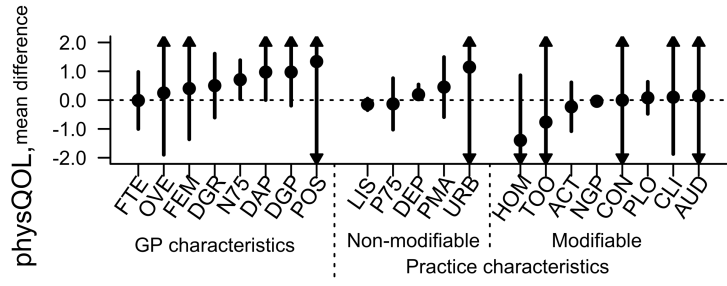 physQOL, mean difference
2.0
1.0
0.0
-1.0
-2.0
FTE
OVE
FEM
DGR
N75
DAP
DGP
POS
LIS
P75
DEP
PMA
URB
HOM
TOO
ACT
NGP
CON
PLO
CLI
AUD
GP characteristics
Non-modifiable
Modifiable
Practice characteristics